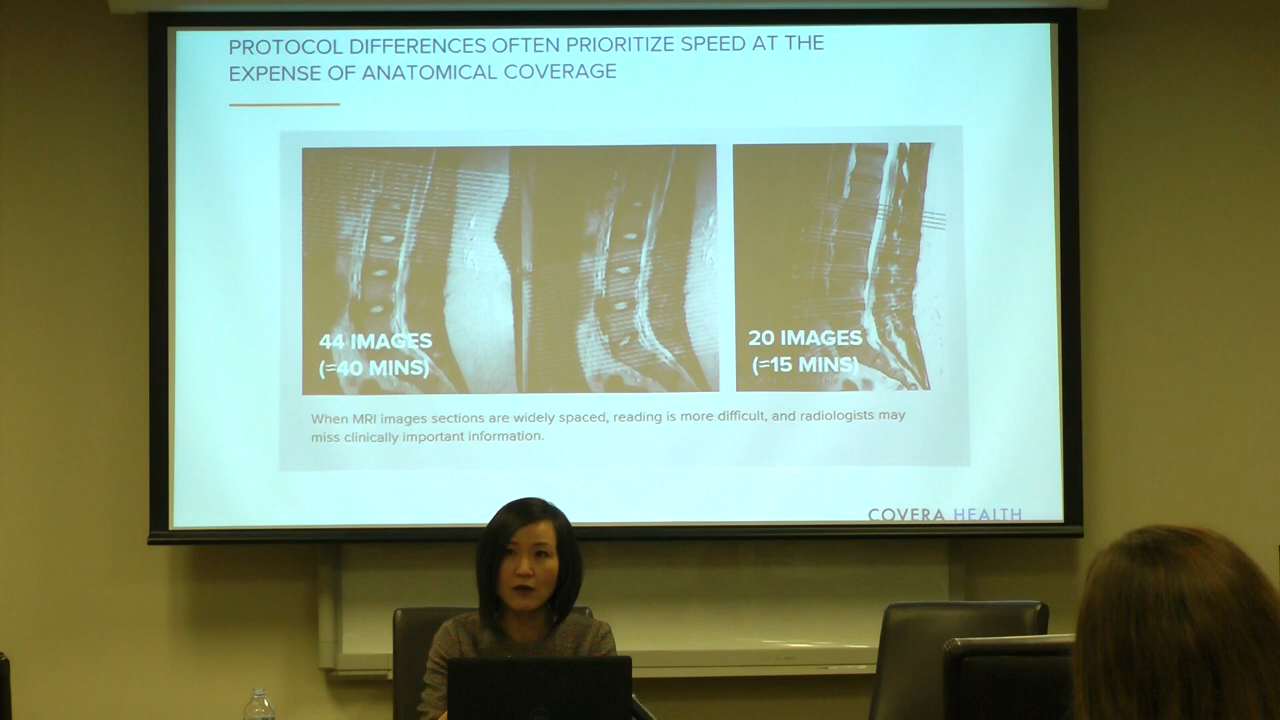 PROTOCOL DIFFERENCES OFTEN PRIORITIZE SPEED AT THE
EXPENSE OF ANATOMICAL COVERAGE
44 IMAGES
(=40 MINS)
20 IMAGES
(=15 MINS)
When MRI images sections are widely spaced, reading is more difficult, and radiologists may
miss clinically important information.
COVERA HEALTH